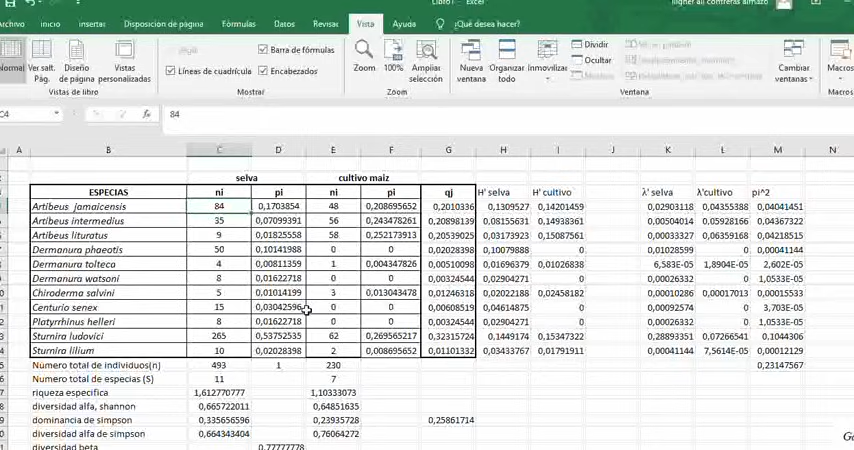 Libro1 - Excel
Archivo Inicio Insertar Disposición de página Fórmulas Datos Revisar Vista Ayuda ¿Qué desea hacer?
Normal Ver salt. Pág. Diseño de página Vistas personalizadas
Barra de fórmulas
Líneas de cuadrícula Encabezados
Zoom 100% Ampliar selección
Nueva ventana Organizar todo Inmovilizar
Dividir
Ocultar
Cambiar ventanas Macros
Vistas de libro Mostrar Zoom Ventana Macros
C4 fx 84
A B C D E F G H I J K L M N
selva cultivo maiz
ESPECIAS ni pi ni pi qj H' selva H' cultivo λ' selva λ'cultivo pi^2
Artibeus jamaicensis 84 0,1703854 48 0,208695652 0,2010336 0,1309527 0,14201459 0,02903118 0,04355388 0,04041451
Artibeus intermedius 35 0,07099391 56 0,243478261 0,20898139 0,08155631 0,14938361 0,00504014 0,05928166 0,04367322
Artibeus lituratus 9 0,01825558 58 0,252173913 0,20539025 0,03173923 0,15087561 0,00033327 0,06359168 0,04218515
Dermanura phaeotis 50 0,10141988 0 0 0,02028398 0,10079888 0 0,01028599 0 0,00041144
Dermanura tolteca 4 0,00811359 1 0,004347826 0,00510098 0,01696379 0,01026838 6,583E-05 1,8904E-05 2,602E-05
Dermanura watsoni 8 0,01622718 0 0 0,00324544 0,02904271 0 0,00026332 0 1,0533E-05
Chiroderma salvini 5 0,01014199 3 0,013043478 0,01246318 0,02022188 0,02458182 0,00010286 0,00017013 0,00015533
Centurio senex 15 0,03042596 0 0 0,00608519 0,04614875 0 0,00092574 0 3,703E-05
Platyrrhinus helleri 8 0,01622718 0 0 0,00324544 0,02904271 0 0,00026332 0 1,0533E-05
Sturnira ludovici 265 0,53752535 62 0,269565217 0,32315724 0,1449174 0,15347322 0,28893351 0,07266541 0,1044306
Sturnira lilium 10 0,02028398 2 0,008695652 0,01101332 0,03433767 0,01791911 0,00041144 7,5614E-05 0,00012129
Número total de individuos(n) 493 1 230 0,23147567
Número total de especias (S) 11 7
riqueza especifica 1,612770777 1,10333073
diversidad alfa, shannon 0,665722011 0,64851635
dominancia de simpson 0,335656596 0,23935728 0,25861714
diversidad alfa de simpson 0,664343404 0,76064272
diversidad beta 0,77777778